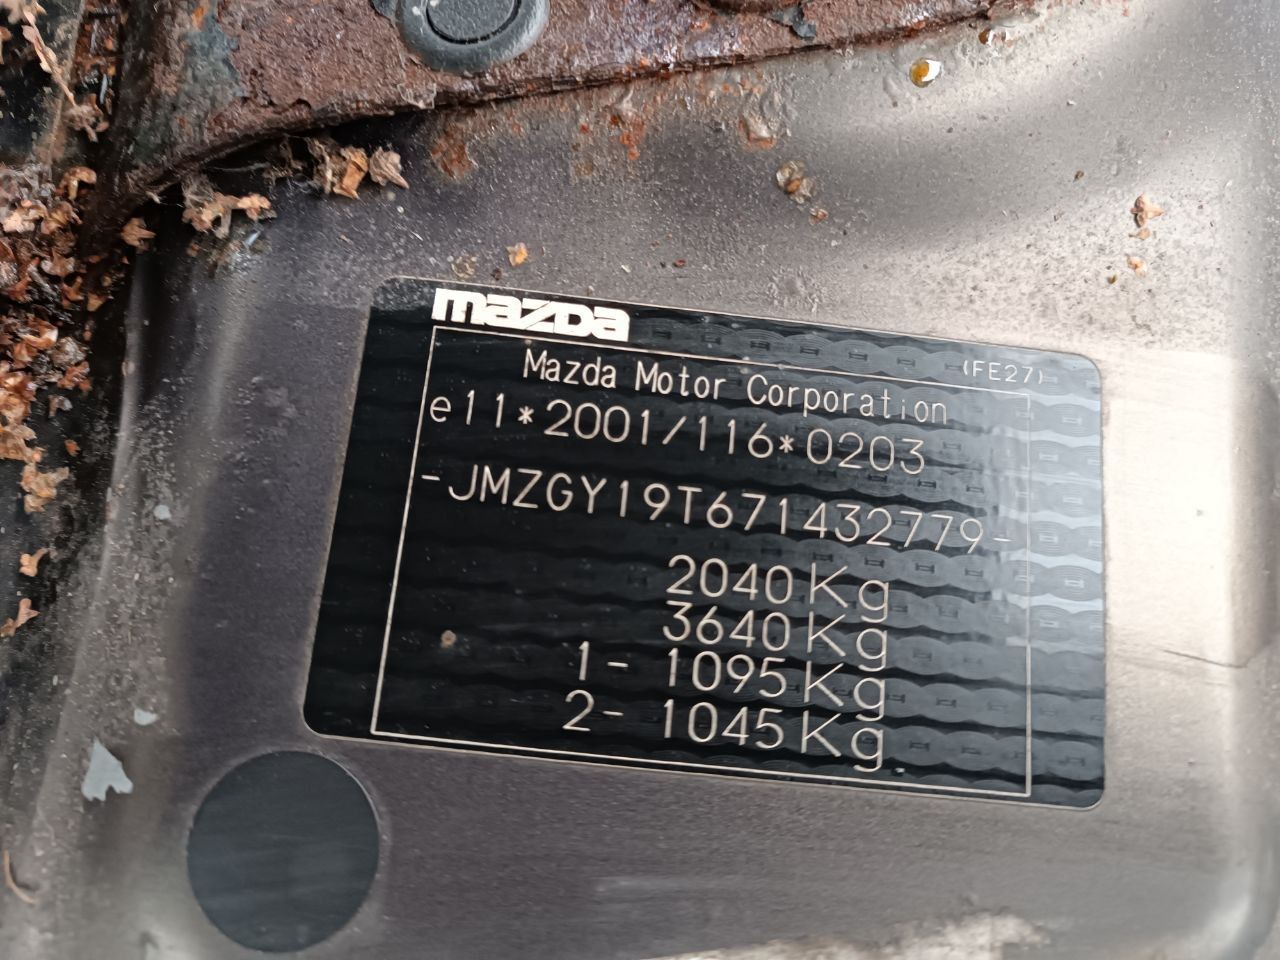 mazda
(FE27)
Mazda Motor Corporation
e11*2001/116*0203
-JMZGY19T671432779-
2040Kg
3640Kg
1- 1095Kg
2- 1045Kg